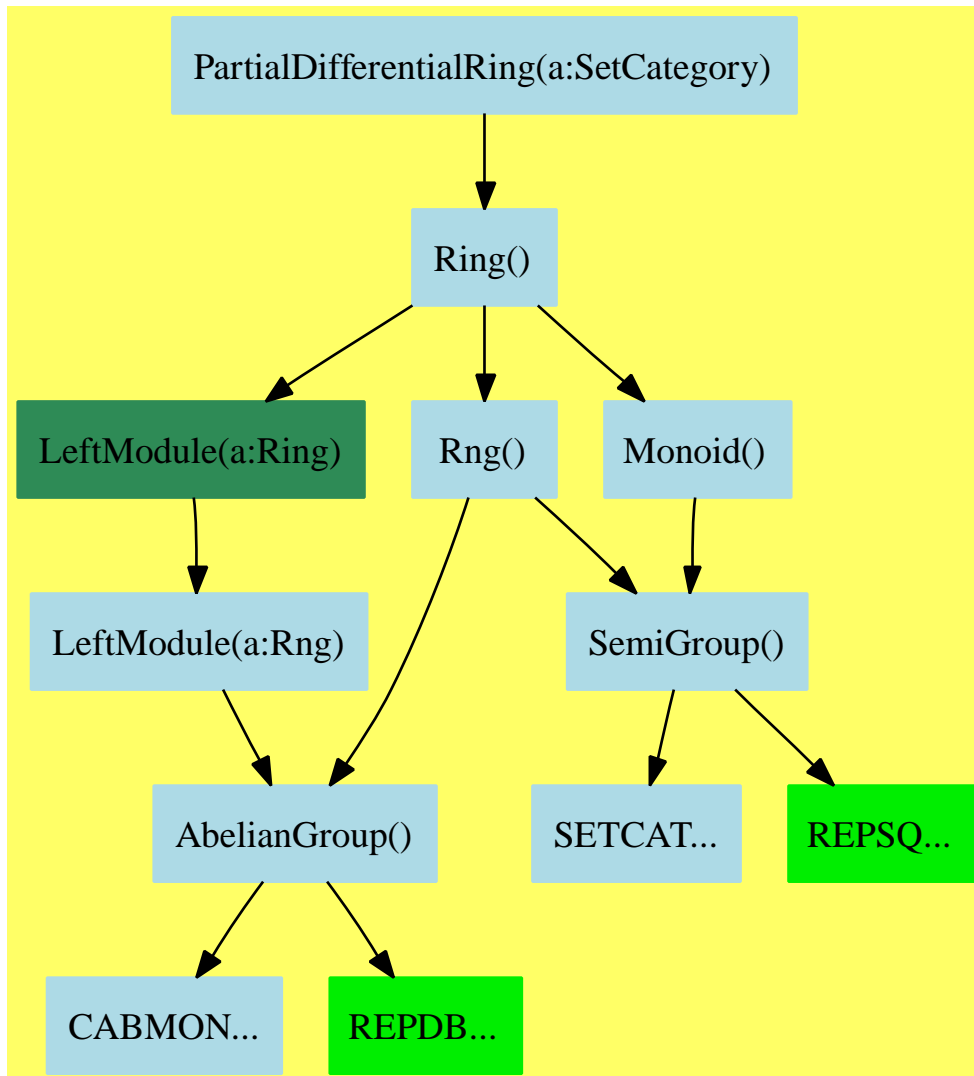 PartialDifferentialRing(a:SetCategory)
Ring()
LeftModule(a:Ring)
Rng()
Monoid()
LeftModule(a:Rng)
SemiGroup()
AbelianGroup()
SETCAT...
REPSQ...
CABMON...
REPDB...